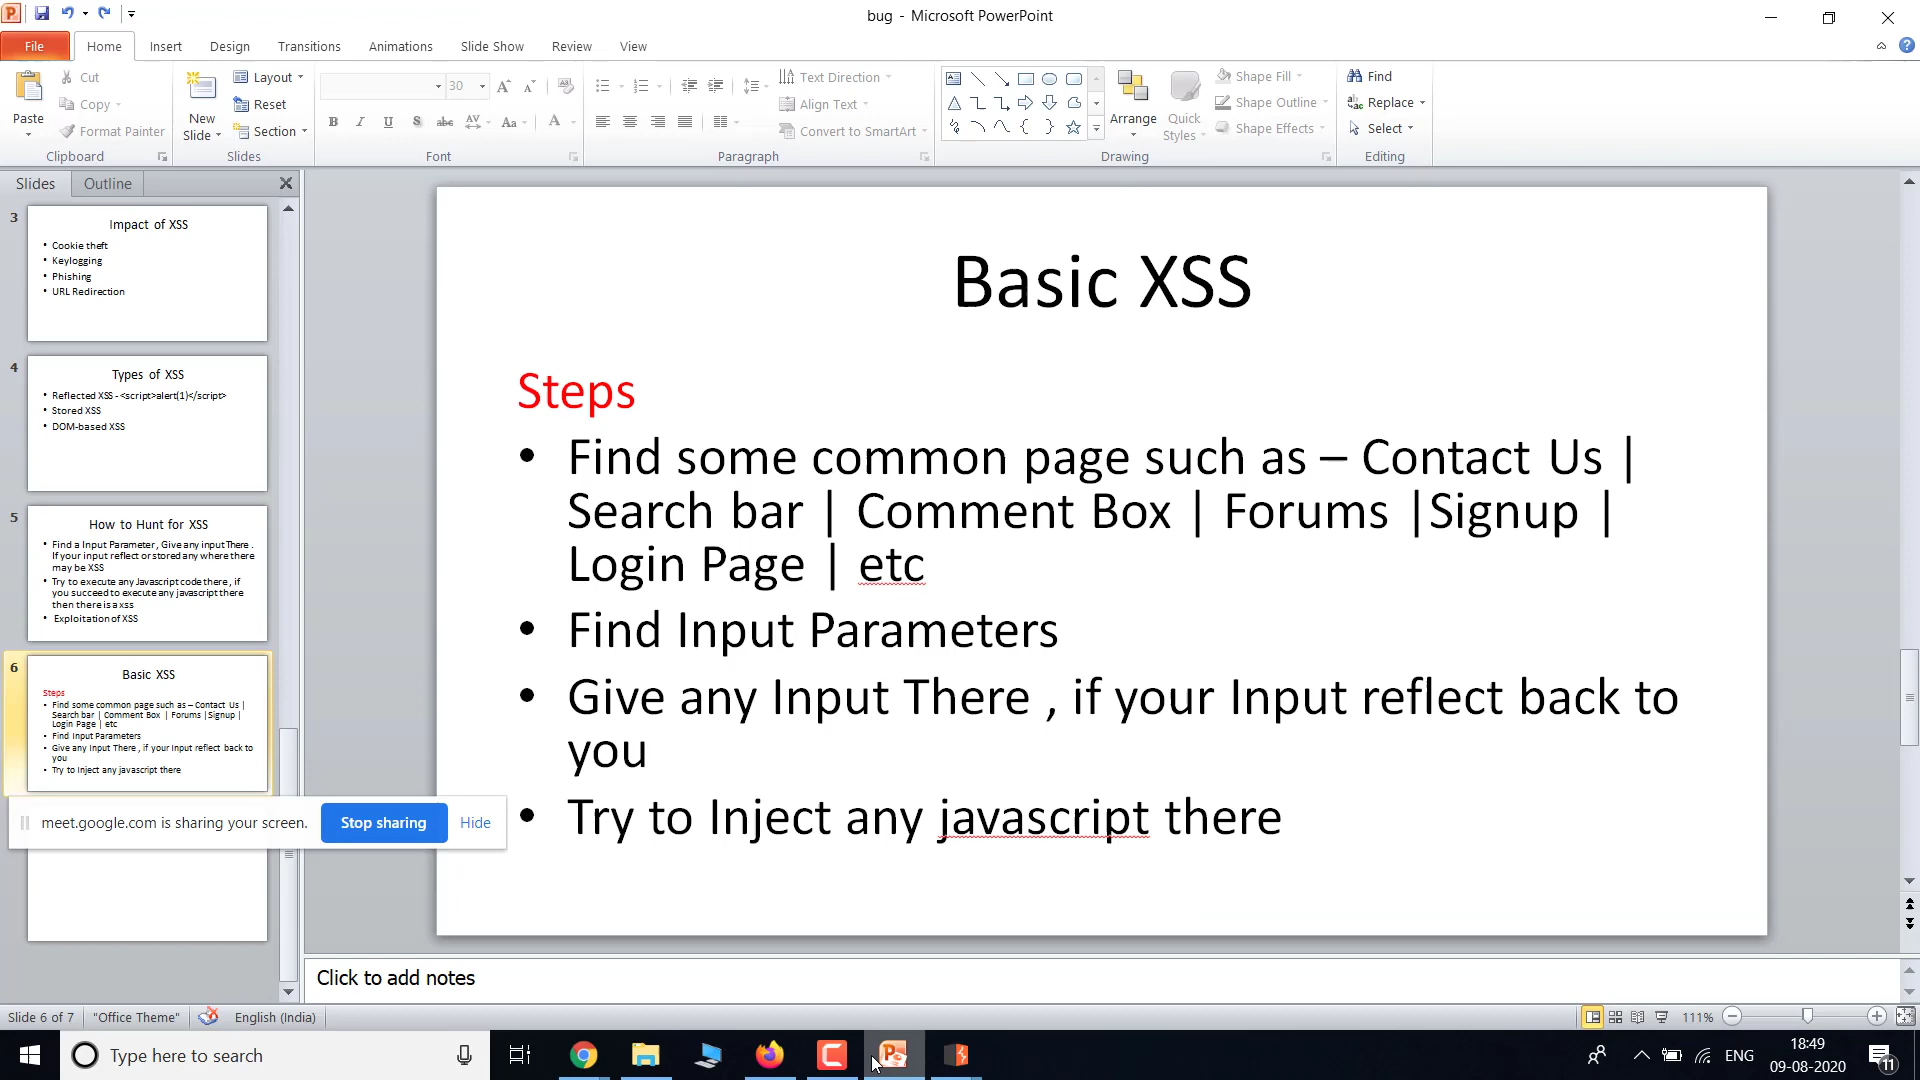 bug - Microsoft PowerPoint
File Home Insert Design Transitions Animations Slide Show Review View
Paste
Cut
Copy
Format Painter
Clipboard
New
Slide
Layout
Reset
Section
Slides
30
B I U S abc AV Aa A
Font
Text Direction
Align Text
Convert to SmartArt
Paragraph
Arrange
Quick
Styles
Shape Fill
Shape Outline
Shape Effects
Drawing
Find
Replace
Select
Editing
Slides Outline
3
Impact of XSS
• Cookie theft
• Keylogging
• Phishing
• URL Redirection
4
Types of XSS
• Reflected XSS - <script>alert(1)</script>
• Stored XSS
• DOM-based XSS
5
How to Hunt for XSS
• Find a Input Parameter , Give any input There .
If your input reflect or stored any where there
may be XSS
• Try to execute any Javascript code there , if
you succeed to execute any javascript there
then there is a xss
• Exploitation of XSS
6
Basic XSS
Steps
• Find some common page such as – Contact Us |
Search bar | Comment Box | Forums |Signup |
Login Page | etc
• Find Input Parameters
• Give any Input There , if your Input reflect back to
you
• Try to Inject any javascript there
meet.google.com is sharing your screen. Stop sharing Hide
Basic XSS
Steps
• Find some common page such as – Contact Us |
Search bar | Comment Box | Forums |Signup |
Login Page | etc
• Find Input Parameters
• Give any Input There , if your Input reflect back to
you
• Try to Inject any javascript there
Click to add notes
Slide 6 of 7 "Office Theme" English (India) 111%
Type here to search
ENG
18:49
09-08-2020
11